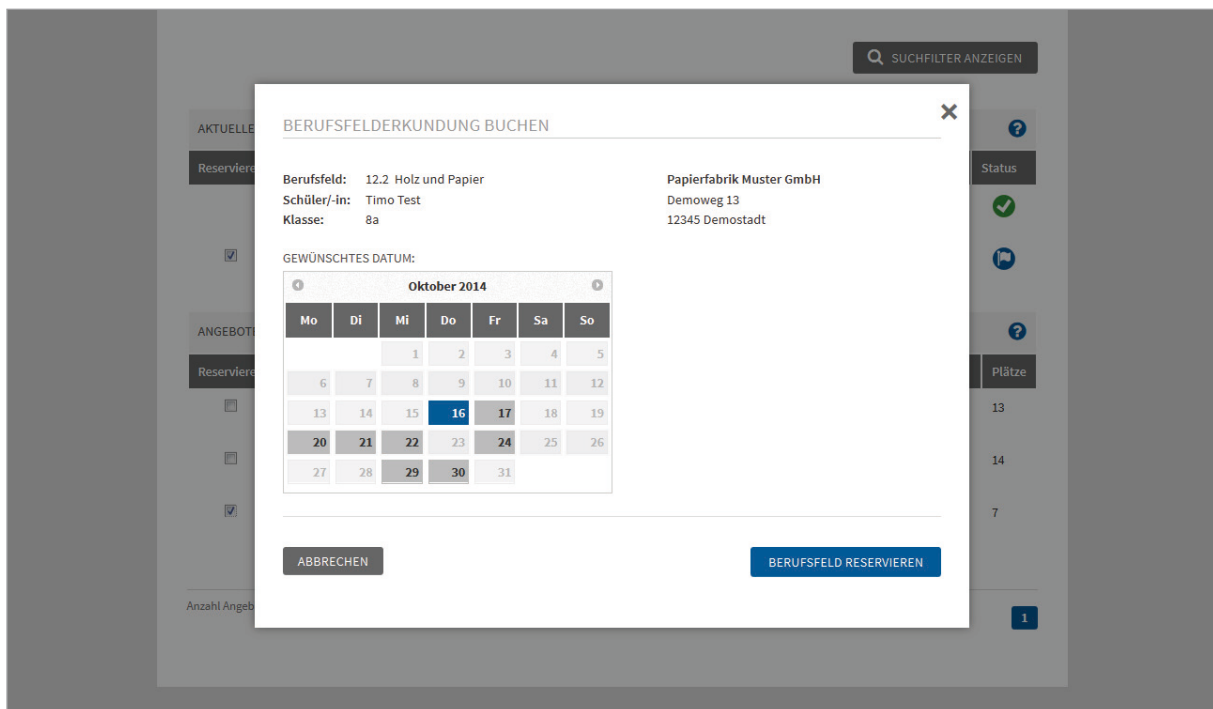 SUCHFILTER ANZEIGEN
AKTUELLE
Reserviere
Status
BERUFSFELDERKUNDUNG BUCHEN
Berufsfeld: 12.2 Holz und Papier
Schüler/-in: Timo Test
Klasse: 8a
Papierfabrik Muster GmbH
Demoweg 13
12345 Demostadt
GEWÜNSCHTES DATUM:
Oktober 2014
Mo Di Mi Do Fr Sa So
1 2 3 4 5
6 7 8 9 10 11 12
13 14 15 16 17 18 19
20 21 22 23 24 25 26
27 28 29 30 31
ANGEBOTE
Reserviere
Plätze
13
14
7
ABBRECHEN
BERUFSFELD RESERVIEREN
Anzahl Angeb
1